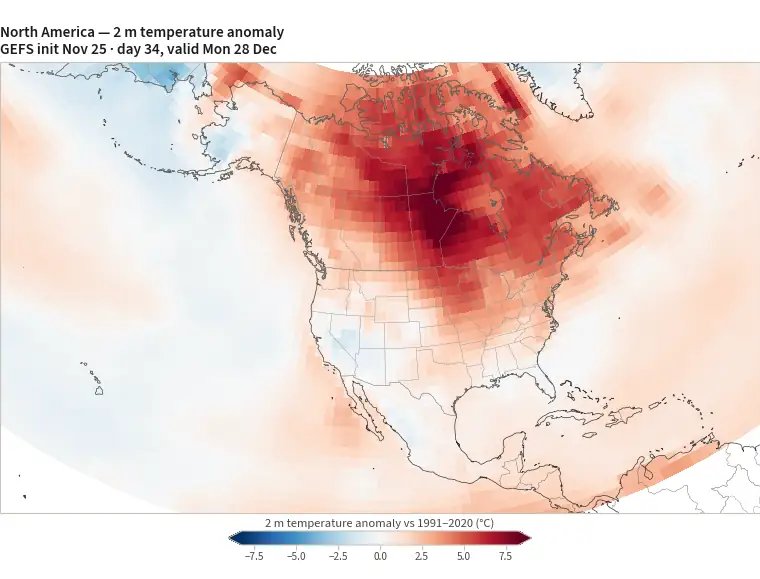 North America — 2 m temperature anomaly
GEFS init Nov 25 · day 34, valid Mon 28 Dec
2 m temperature anomaly vs 1991–2020 (°C)
−7.5 −5.0 −2.5 0.0 2.5 5.0 7.5